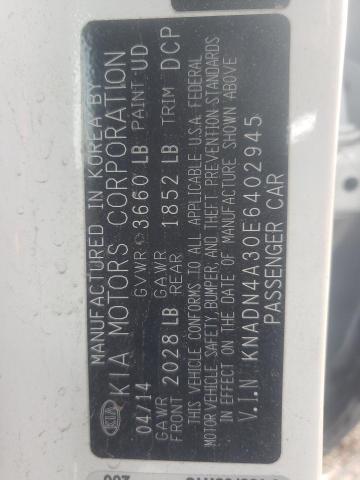 MANUFACTURED IN KOREA BY
KIA KIA MOTORS CORPORATION
04/14 GVWR 3660 LB PAINT UD
GAWR FRONT 2028 LB GAWR REAR 1852 LB TRIM DCP
THIS VEHICLE CONFORMS TO ALL APPLICABLE U.S.A. FEDERAL
MOTOR VEHICLE SAFETY, BUMPER, AND THEFT PREVENTION STANDARDS
IN EFFECT ON THE DATE OF MANUFACTURE SHOWN ABOVE
V.I.N KNADN4A30E6402945
PASSENGER CAR